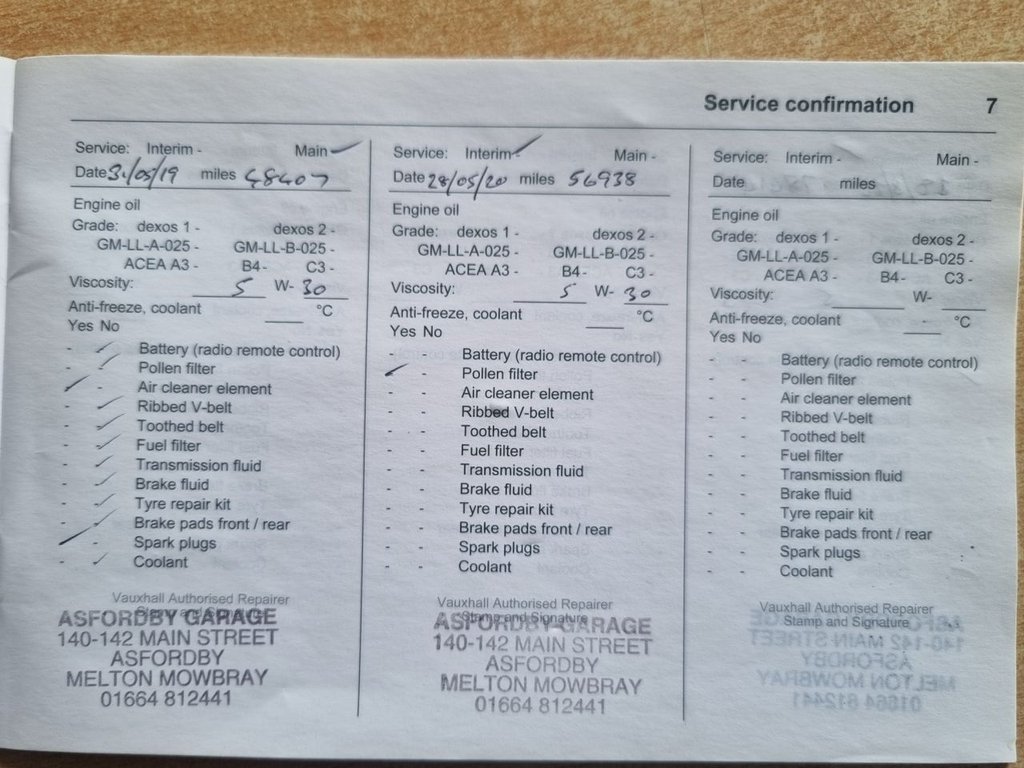 Service confirmation 7
Service: Interim - Main -
Date 31/05/19 miles 48407
Engine oil
Grade: dexos 1 - dexos 2 -
GM-LL-A-025 - GM-LL-B-025 -
ACEA A3 - B4 - C3 -
Viscosity: 5 W- 30
Anti-freeze, coolant ____ °C
Yes No
- Battery (radio remote control)
- Pollen filter
- Air cleaner element
- Ribbed V-belt
- Toothed belt
- Fuel filter
- Transmission fluid
- Brake fluid
- Tyre repair kit
- Brake pads front / rear
- Spark plugs
- Coolant
Vauxhall Authorised Repairer
Stamp and Signature
ASFORDBY GARAGE
140-142 MAIN STREET
ASFORDBY
MELTON MOWBRAY
01664 812441
Service: Interim - Main -
Date 28/05/20 miles 56938
Engine oil
Grade: dexos 1 - dexos 2 -
GM-LL-A-025 - GM-LL-B-025 -
ACEA A3 - B4 - C3 -
Viscosity: 5 W- 30
Anti-freeze, coolant ____ °C
Yes No
- - Battery (radio remote control)
- Pollen filter
- - Air cleaner element
- - Ribbed V-belt
- - Toothed belt
- - Fuel filter
- - Transmission fluid
- - Brake fluid
- - Tyre repair kit
- - Brake pads front / rear
- - Spark plugs
- - Coolant
Vauxhall Authorised Repairer
Stamp and Signature
ASFORDBY GARAGE
140-142 MAIN STREET
ASFORDBY
MELTON MOWBRAY
01664 812441
Service: Interim - Main -
Date miles
Engine oil
Grade: dexos 1 - dexos 2 -
GM-LL-A-025 - GM-LL-B-025 -
ACEA A3 - B4 - C3 -
Viscosity: ____ W- ____
Anti-freeze, coolant ____ °C
Yes No
- - Battery (radio remote control)
- - Pollen filter
- - Air cleaner element
- - Ribbed V-belt
- - Toothed belt
- - Fuel filter
- - Transmission fluid
- - Brake fluid
- - Tyre repair kit
- - Brake pads front / rear
- - Spark plugs
- - Coolant
Vauxhall Authorised Repairer
Stamp and Signature